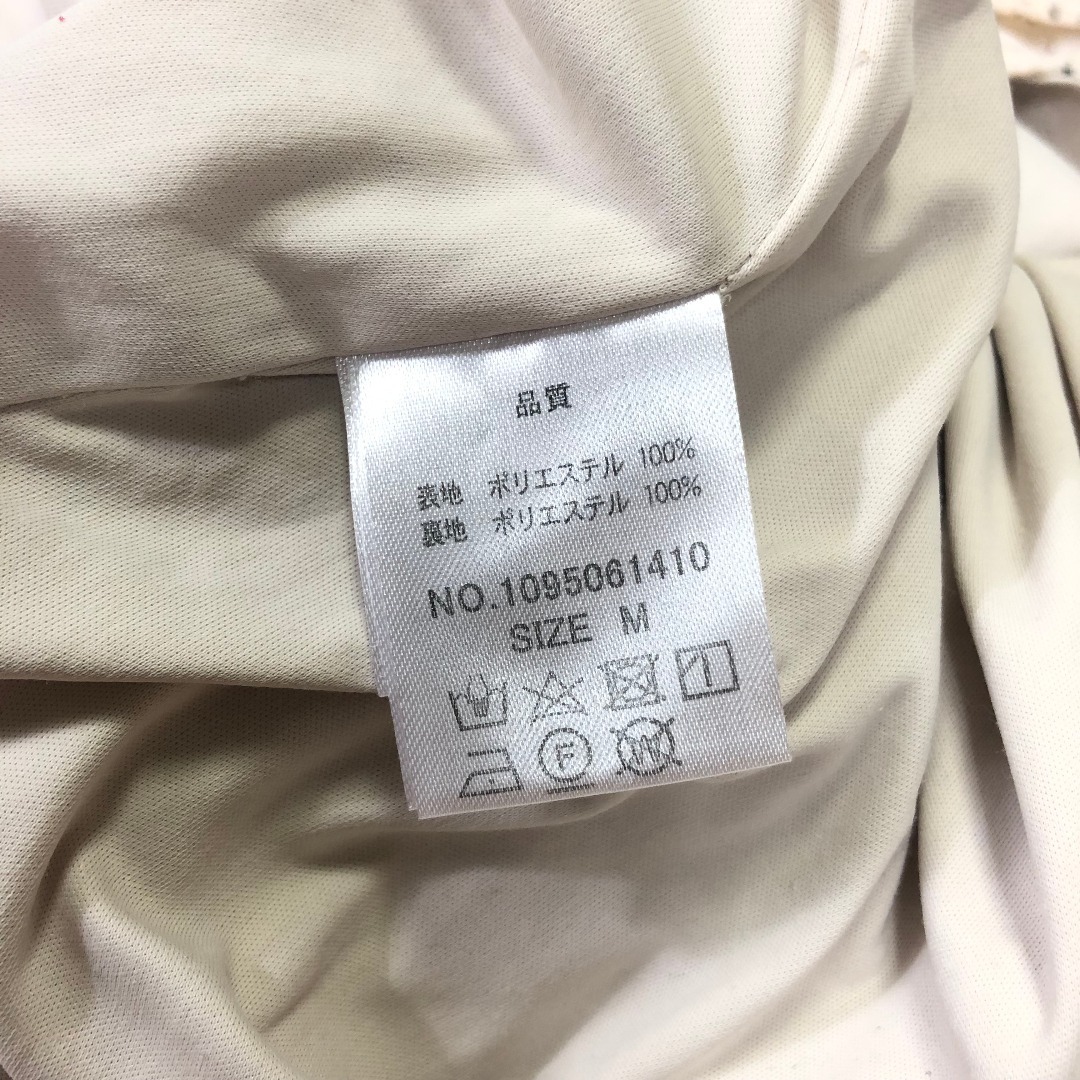 品質
表地 ポリエステル 100%
裏地 ポリエステル 100%
NO.1095061410
SIZE M
F
W